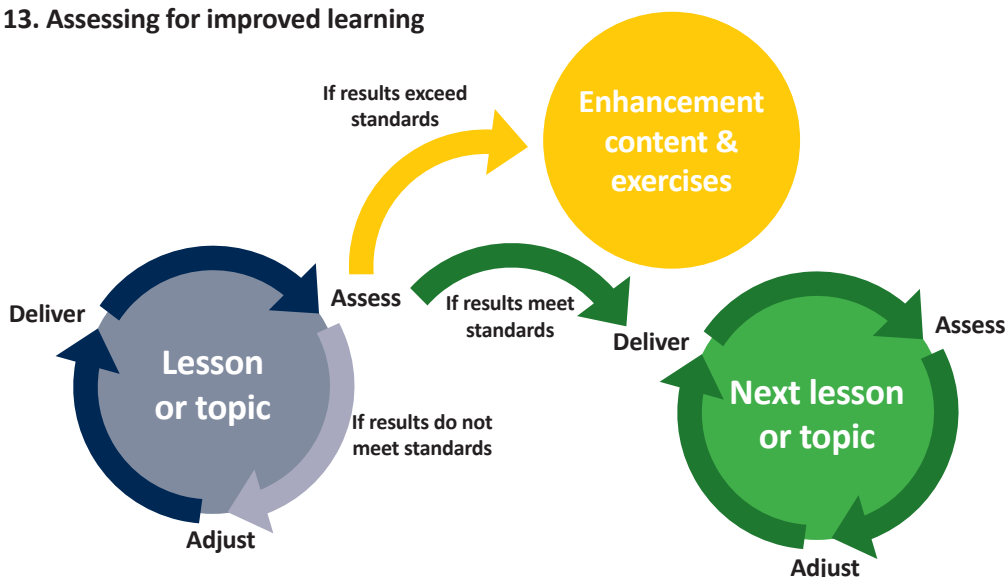 13. Assessing for improved learning
If results exceed
standards
Enhancement
content &
exercises
Deliver
Assess
Lesson
or topic
If results meet
standards
If results do not
meet standards
Adjust
Deliver
Assess
Next lesson
or topic
Adjust